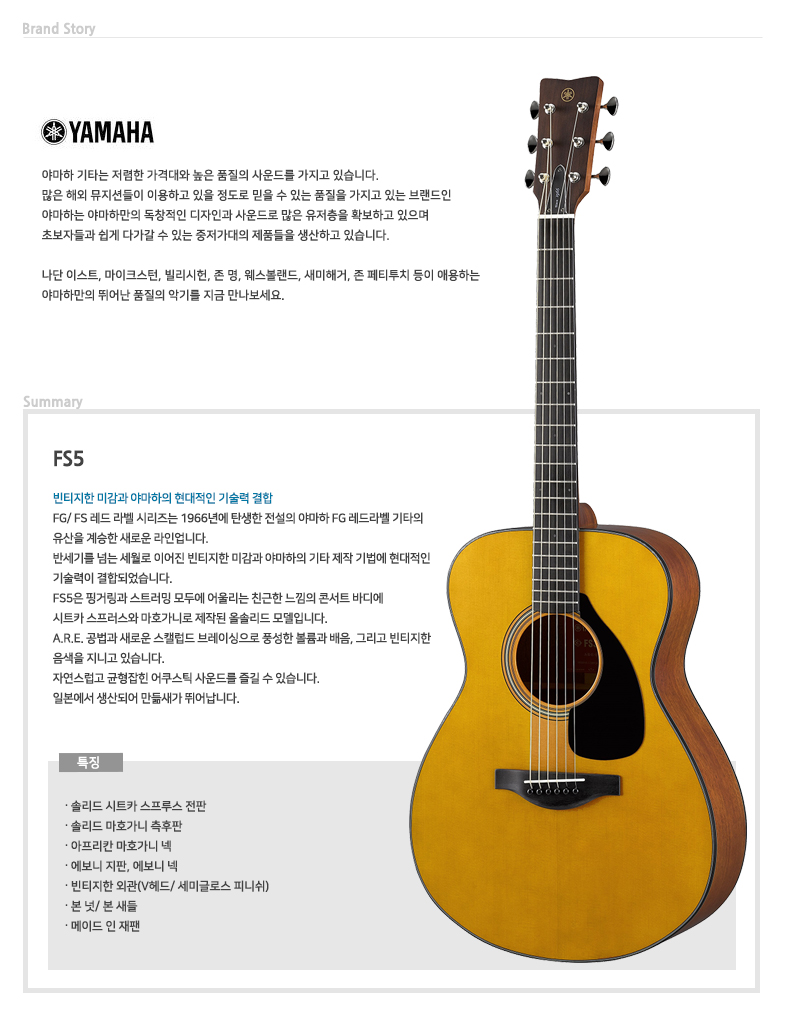 Brand Story
YAMAHA
야마하 기타는 저렴한 가격대와 높은 품질의 사운드를 가지고 있습니다.
많은 해외 뮤지션들이 이용하고 있을 정도로 믿을 수 있는 품질을 가지고 있는 브랜드인
야마하는 야마하만의 독창적인 디자인과 사운드로 많은 유저층을 확보하고 있으며
초보자들과 쉽게 다가갈 수 있는 중저가대의 제품들을 생산하고 있습니다.
나단 이스트, 마이크스턴, 빌리시헌, 존 명, 웨스볼랜드, 새미해거, 존 페티투치 등이 애용하는
야마하만의 뛰어난 품질의 악기를 지금 만나보세요.
Summary
FS5
빈티지한 미감과 야마하의 현대적인 기술력 결합
FG/ FS 레드 라벨 시리즈는 1966년에 탄생한 전설의 야마하 FG 레드라벨 기타의
유산을 계승한 새로운 라인업니다.
반세기를 넘는 세월로 이어진 빈티지한 미감과 야마하의 기타 제작 기법에 현대적인
기술력이 결합되었습니다.
FS5은 핑거링과 스트러밍 모두에 어울리는 친근한 느낌의 콘서트 바디에
시트카 스프러스와 마호가니로 제작된 올솔리드 모델입니다.
A.R.E. 공법과 새로운 스캘럽드 브레이싱으로 풍성한 볼륨과 배음, 그리고 빈티지한
음색을 지니고 있습니다.
자연스럽고 균형잡힌 어쿠스틱 사운드를 즐길 수 있습니다.
일본에서 생산되어 만듦새가 뛰어납니다.
특징
· 솔리드 시트카 스프루스 전판
· 솔리드 마호가니 측후판
· 아프리칸 마호가니 넥
· 에보니 지판, 에보니 넥
· 빈티지한 외관(V헤드/ 세미글로스 피니쉬)
· 본 넛/ 본 새들
· 메이드 인 재팬